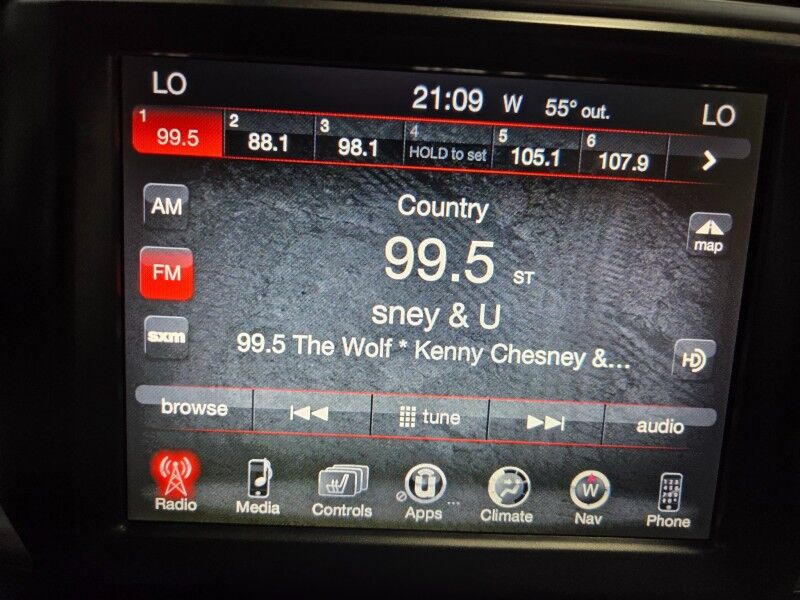 LO 21:09 W 55° out. LO
1 99.5 2 88.1 3 98.1 4 HOLD to set 5 105.1 6 107.9
AM
Country
map
FM
99.5 ST
sney & U
sxm
99.5 The Wolf * Kenny Chesney &...
HD
browse tune audio
Radio Media Controls Apps ... Climate W Nav Phone